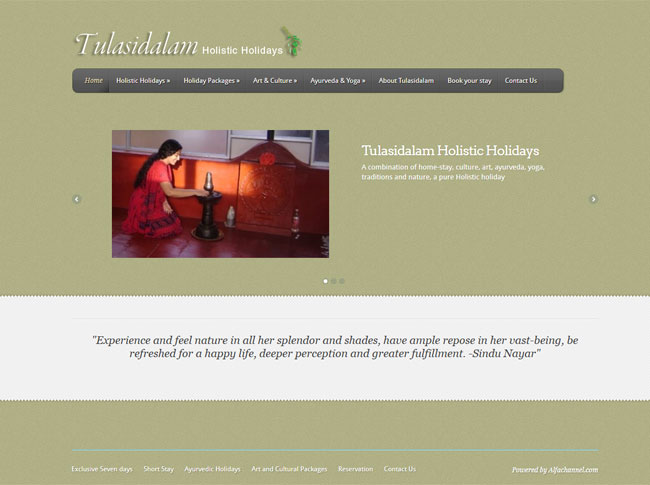 Tulasidalam Holistic Holidays
Home Holistic Holidays » Holiday Packages » Art & Culture » Ayurveda & Yoga » About Tulasidalam Book your stay Contact Us
Tulasidalam Holistic Holidays
A combination of home-stay, culture, art, ayurveda, yoga,
traditions and nature, a pure Holistic holiday
"Experience and feel nature in all her splendor and shades, have ample repose in her vast-being, be
refreshed for a happy life, deeper perception and greater fulfillment. -Sindu Nayar"
Exclusive Seven days Short Stay Ayurvedic Holidays Art and Cultural Packages Reservation Contact Us Powered by Alfachannel.com